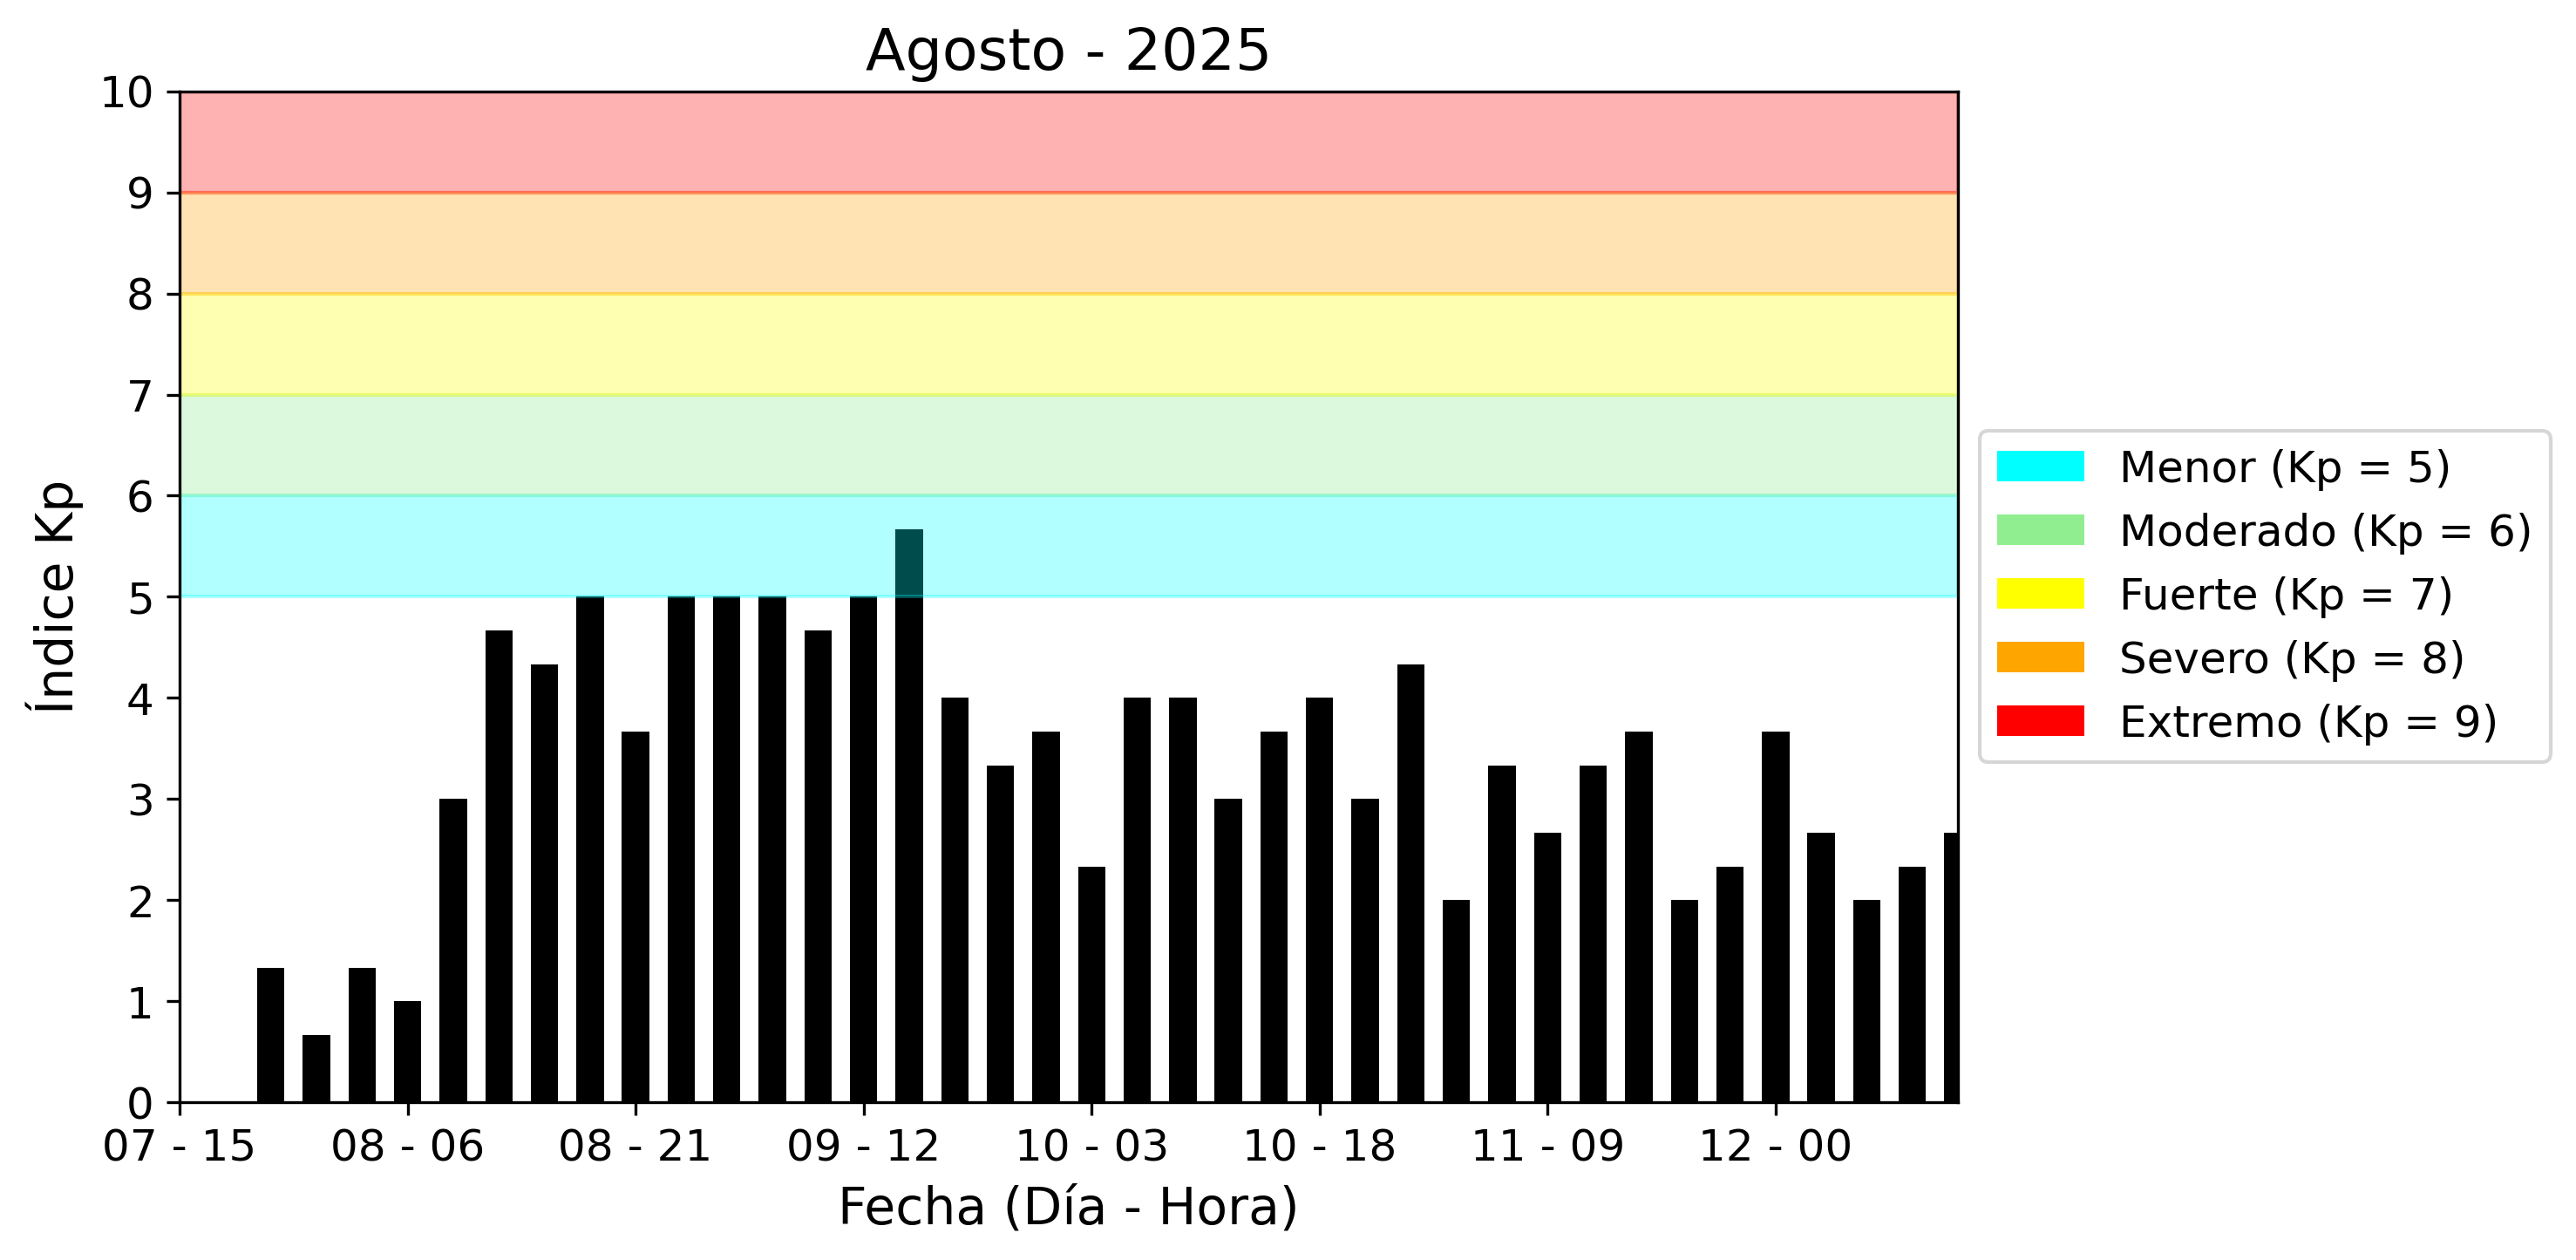 Agosto - 2025
10
9
8
7
6
5
4
3
2
1
0
Índice Kp
07 - 15
08 - 06
08 - 21
09 - 12
10 - 03
10 - 18
11 - 09
12 - 00
Fecha (Día - Hora)
Menor (Kp = 5)
Moderado (Kp = 6)
Fuerte (Kp = 7)
Severo (Kp = 8)
Extremo (Kp = 9)